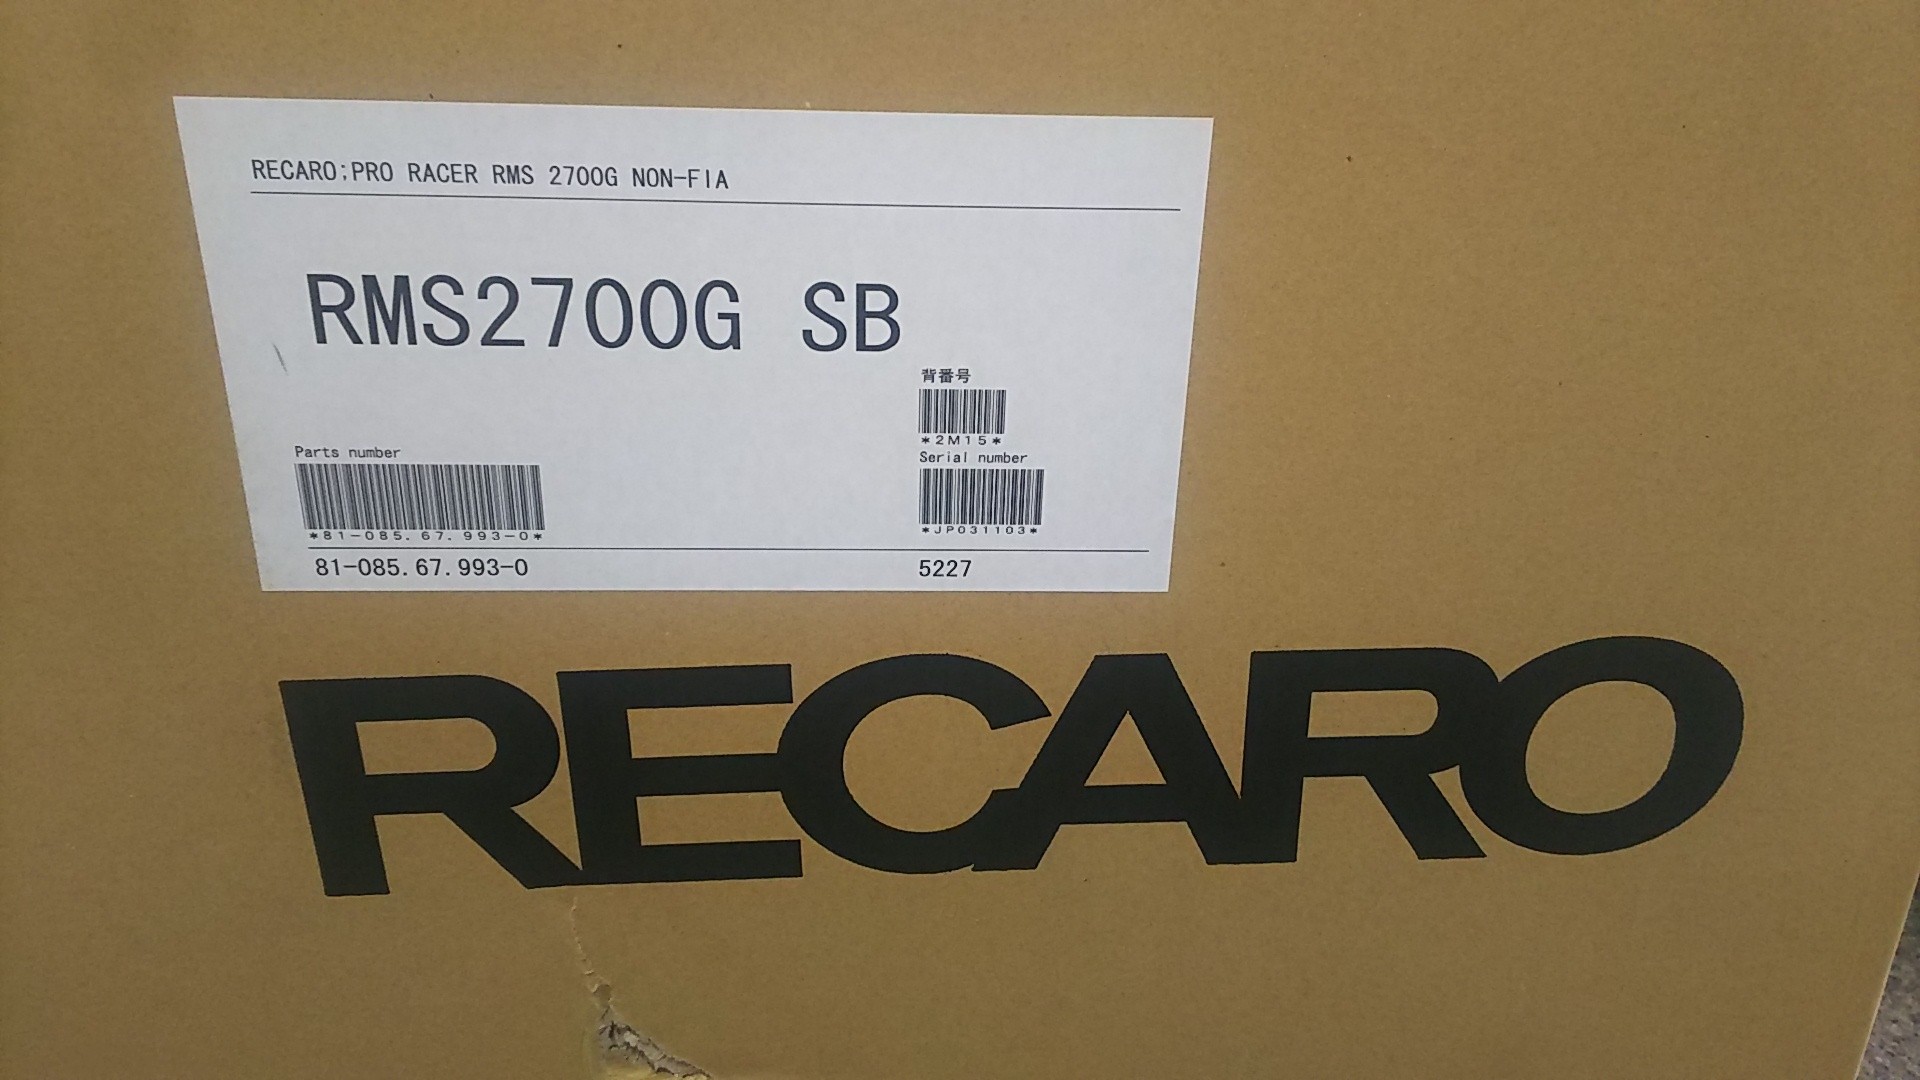 RECARO;PRO RACER RMS 2700G NON-FIA
RMS2700G SB
背番号
*2M15*
Parts number
Serial number
*81-085.67.993-0*
*JP031103*
81-085.67.993-0
5227
RECARO